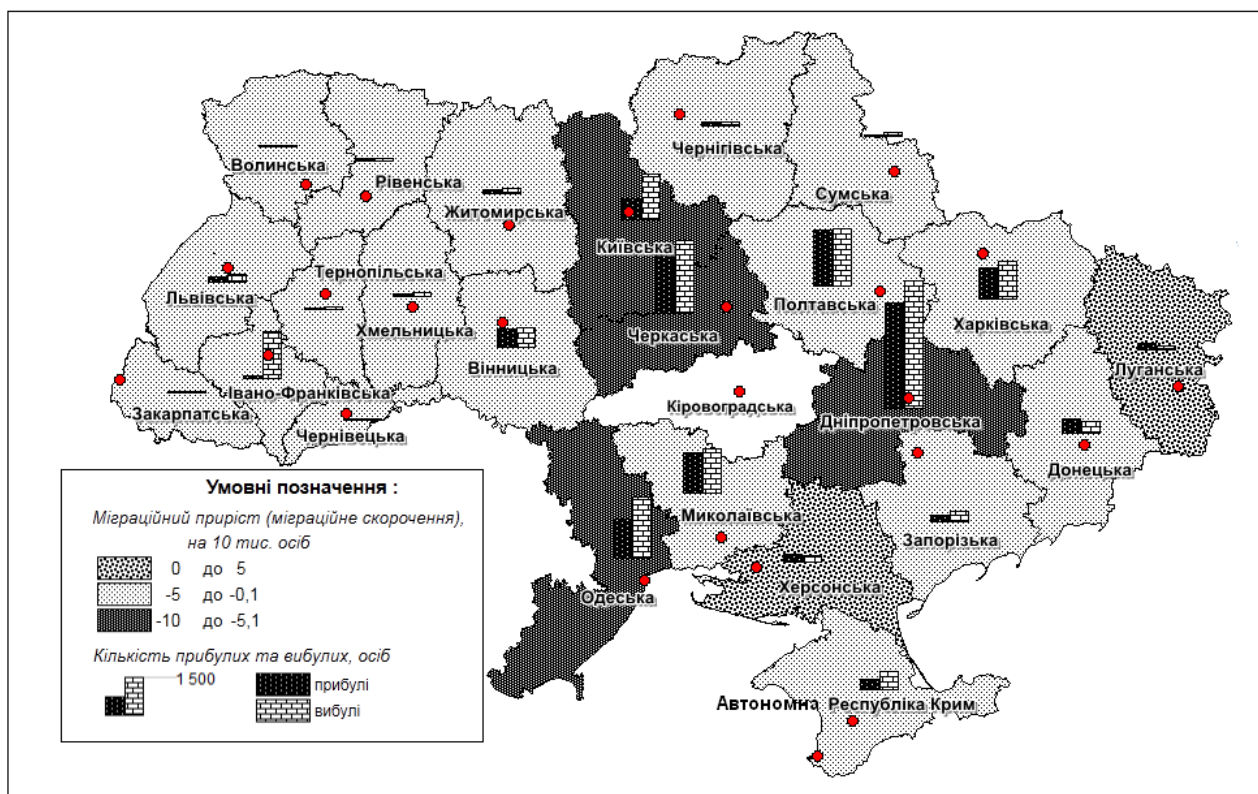 Чернігівська
Волинська
Рівенська
Сумська
Житомирська
Київська
Тернопільська
Львівська
Полтавська
Харківська
Хмельницька
Черкаська
Вінницька
Луганська
Івано-Франківська
Закарпатська
Кіровоградська
Дніпропетровська
Чернівецька
Донецька
Миколаївська
Запорізька
Херсонська
Одеська
Автономна Республіка Крим
Умовні позначення :
Міграційний приріст (міграційне скорочення),
на 10 тис. осіб
0 до 5
-5 до -0,1
-10 до -5,1
Кількість прибулих та вибулих, осіб
1 500
прибулі
вибулі